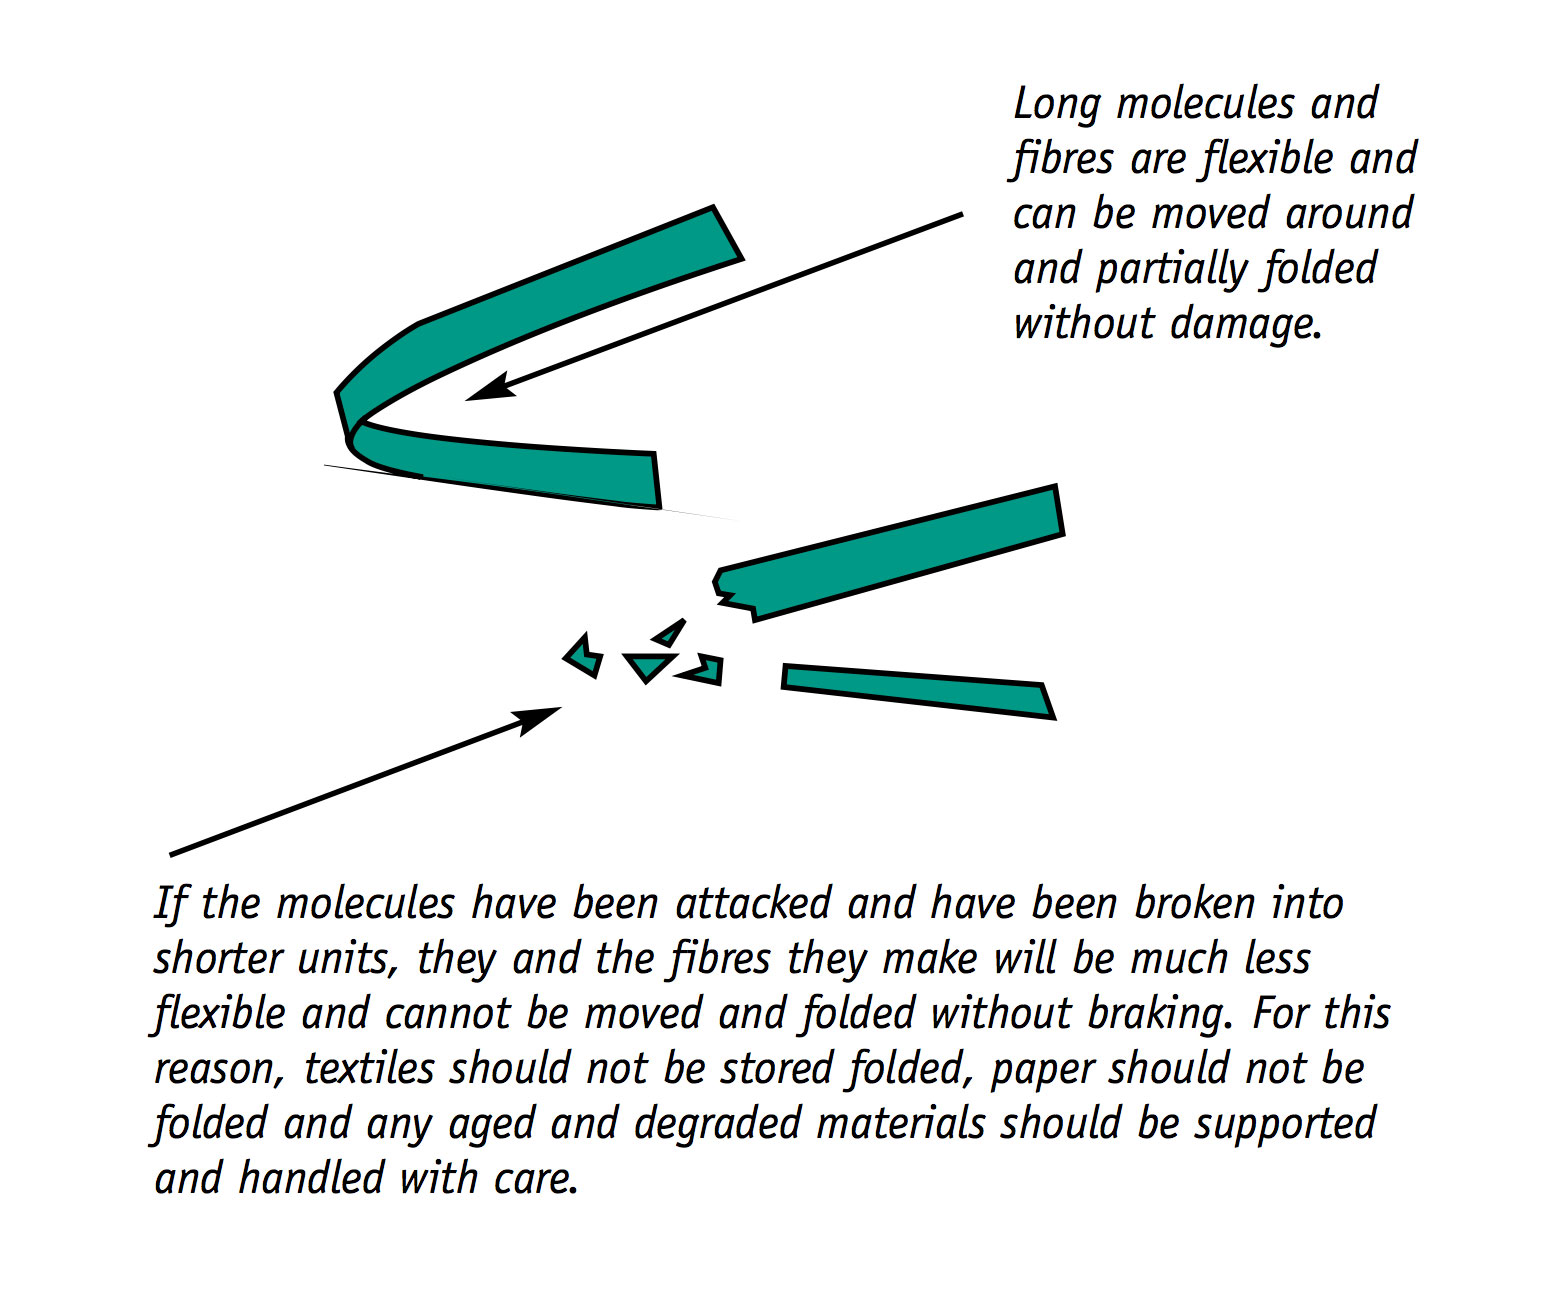 Long molecules and
fibres are flexible and
can be moved around
and partially folded
without damage.
If the molecules have been attacked and have been broken into
shorter units, they and the fibres they make will be much less
flexible and cannot be moved and folded without braking. For this
reason, textiles should not be stored folded, paper should not be
folded and any aged and degraded materials should be supported
and handled with care.